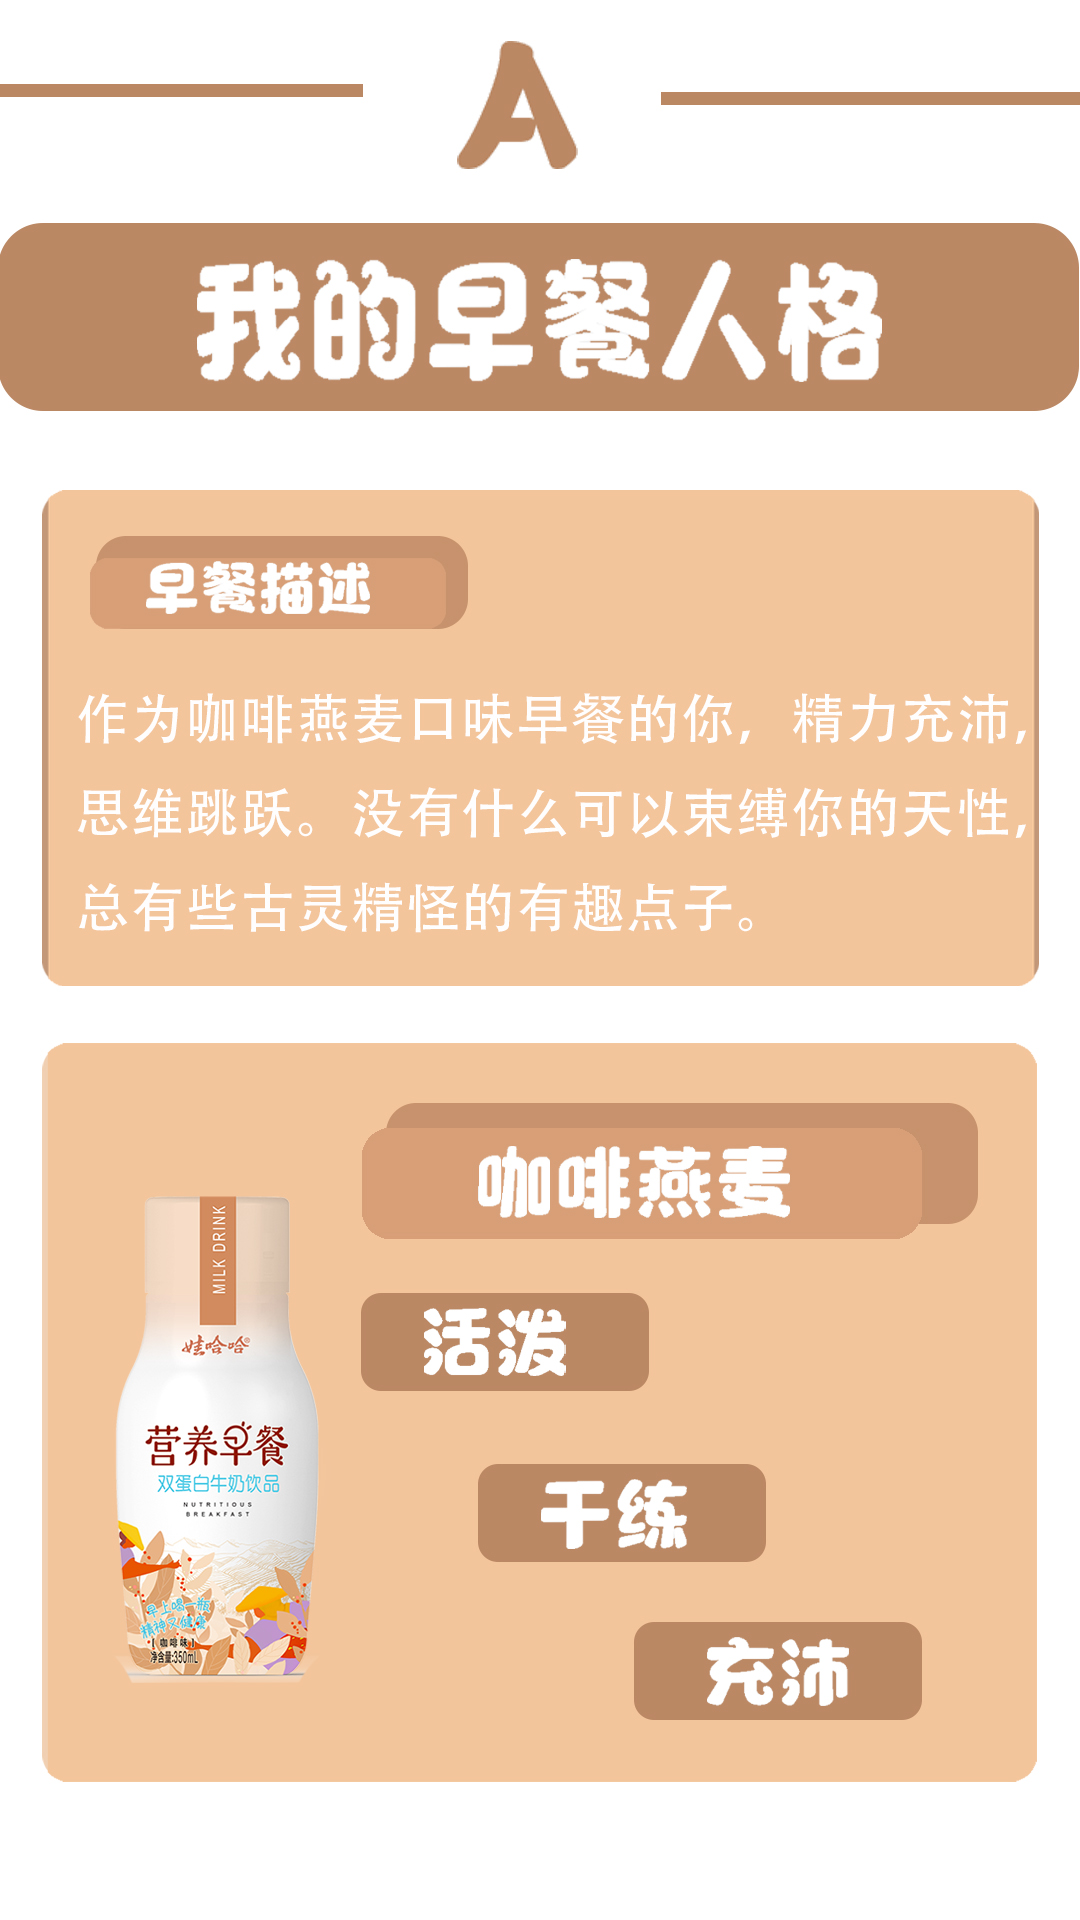 A
我的早餐人格
早餐描述
作为咖啡燕麦口味早餐的你,精力充沛,
思维跳跃。没有什么可以束缚你的天性,
总有些古灵精怪的有趣点子。
咖啡燕麦
活泼
干练
充沛
MILK DRINK
娃哈哈®
营养早餐
双蛋白牛奶饮品
NUTRITIOUS
BREAKFAST
早上喝一瓶
精神又健康
【咖啡味】
净含量:350mL